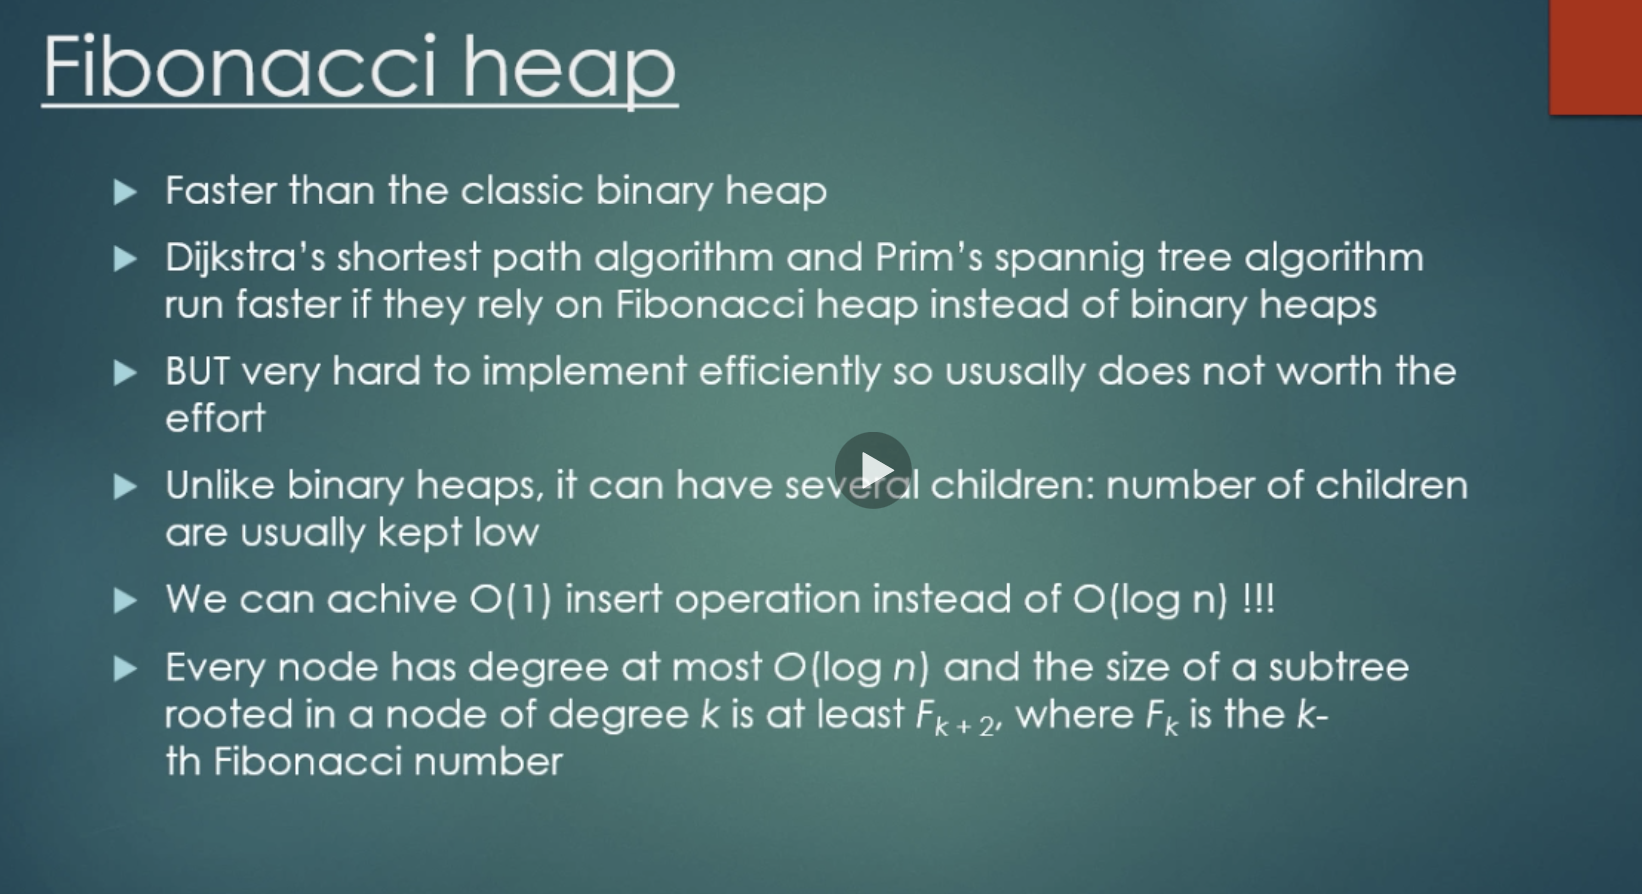 Fibonacci heap
Faster than the classic binary heap
Dijkstra's shortest path algorithm and Prim's spannig tree algorithm
run faster if they rely on Fibonacci heap instead of binary heaps
BUT very hard to implement efficiently so ususally does not worth the
effort
Unlike binary heaps, it can have several children: number of children
are usually kept low
We can achive O(1) insert operation instead of O(log n) !!!
Every node has degree at most O(log n) and the size of a subtree
rooted in a node of degree k is at least Fₖ ₊ ₂, where Fₖ is the k-
th Fibonacci number